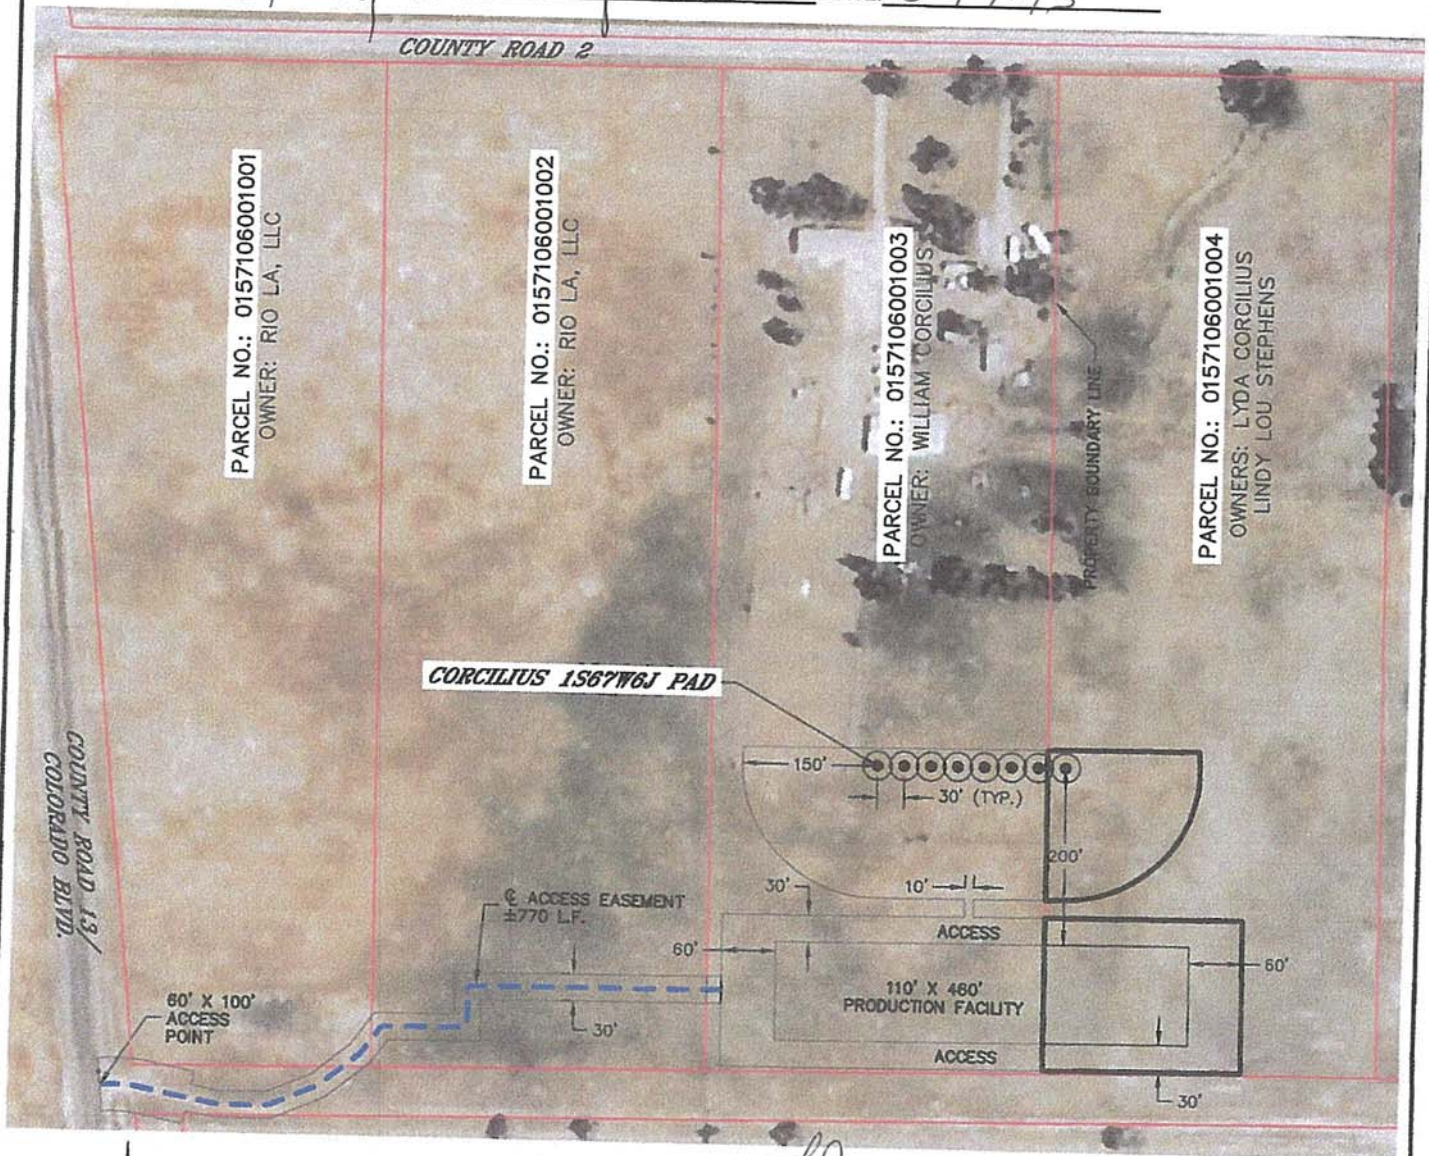 COUNTY ROAD 2
PARCEL NO.: 0157106001001
OWNER: RIO LA, LLC
PARCEL NO.: 0157106001002
OWNER: RIO LA, LLC
PARCEL NO.: 0157106001003
OWNER: WILLIAM CORCILIUS
PROPERTY BOUNDARY LINE
PARCEL NO.: 0157106001004
OWNERS: LYDA CORCILIUS
LINDY LOU STEPHENS
CORCILIUS 1S67W6J PAD
COUNTY ROAD 13/
COLORADO BLVD.
150'
30' (TYP.)
200'
30'
10'
℄ ACCESS EASEMENT
±770 L.F.
ACCESS
60'
60'
110' X 460'
PRODUCTION FACILITY
60' X 100'
ACCESS
POINT
30'
ACCESS
30'